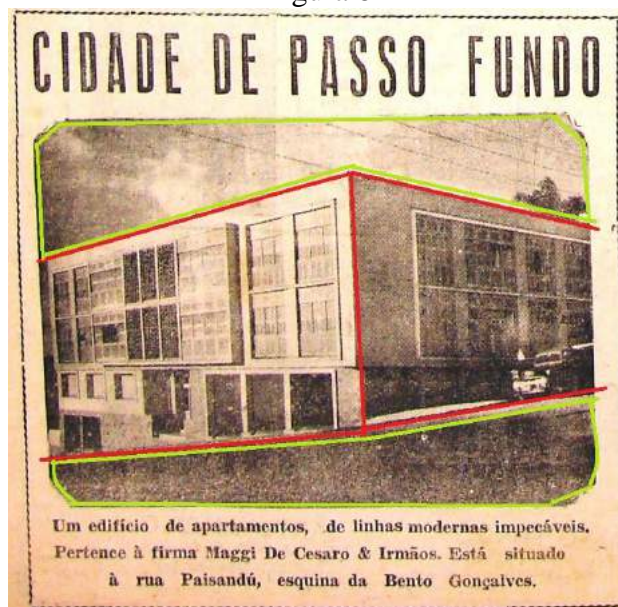 CIDADE DE PASSO FUNDO
Um edifício de apartamentos, de linhas modernas impecáveis.
Pertence à firma Maggi De Cesaro & Irmãos. Está situado
à rua Paisandú, esquina da Bento Gonçalves.